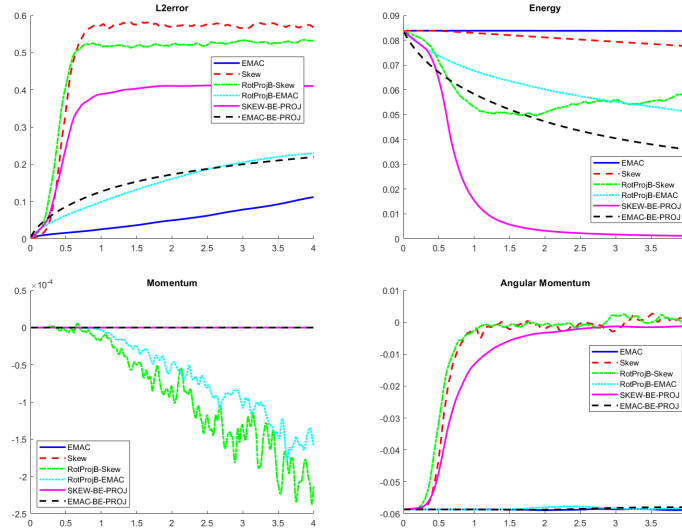 L2error
0.6
0.5
0.4
0.3
0.2
0.1
0
0 0.5 1 1.5 2 2.5 3 3.5 4
EMAC
Skew
RotProjB-Skew
RotProjB-EMAC
SKEW-BE-PROJ
EMAC-BE-PROJ
Energy
0.09
0.08
0.07
0.06
0.05
0.04
0.03
0.02
0.01
0
0 0.5 1 1.5 2 2.5 3 3.5
EMAC
Skew
RotProjB-Skew
RotProjB-EMAC
SKEW-BE-PROJ
EMAC-BE-PROJ
Momentum
×10-4
0.5
0
-0.5
-1
-1.5
-2
-2.5
0 0.5 1 1.5 2 2.5 3 3.5 4
EMAC
Skew
RotProjB-Skew
RotProjB-EMAC
SKEW-BE-PROJ
EMAC-BE-PROJ
Angular Momentum
0.01
0
-0.01
-0.02
-0.03
-0.04
-0.05
-0.06
0 0.5 1 1.5 2 2.5 3 3.5
EMAC
Skew
RotProjB-Skew
RotProjB-EMAC
SKEW-BE-PROJ
EMAC-BE-PROJ